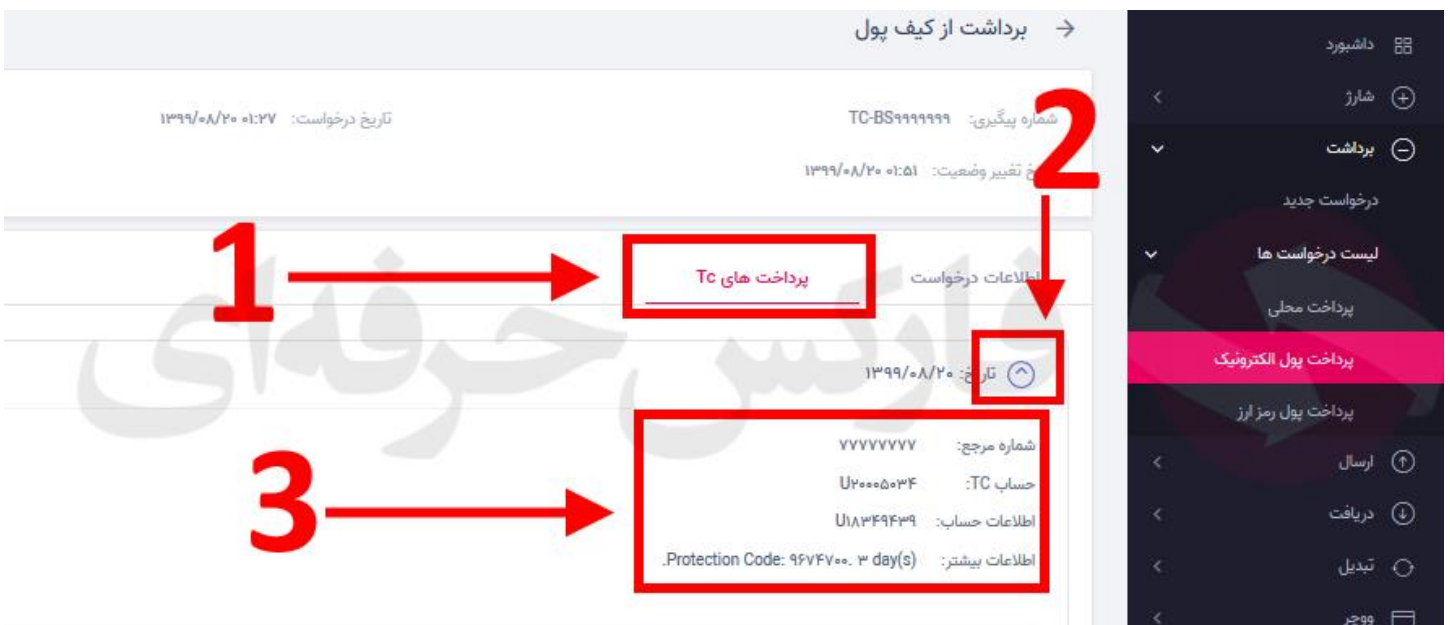 برداشت از کیف پول
شماره پیگیری: TC-BS۹۹۹۹۹۹۹
تاریخ درخواست: ۱۳۹۹/۰۸/۲۰ ۰۱:۲۷
خ تغییر وضعیت: ۱۳۹۹/۰۸/۲۰ ۰۱:۵۱
اطلاعات درخواست
پرداخت های Tc
تاریخ: ۱۳۹۹/۰۸/۲۰
شماره مرجع: ۷۷۷۷۷۷۷۷
حساب TC: U۲۰۰۰۵۰۳۴
اطلاعات حساب: U۱۸۳۴۹۴۳۹
اطلاعات بیشتر: Protection Code: ۹۶۷۴۷۰۰. ۳ day(s).
1
2
3
فارکس حرفه‌ای
داشبورد
شارژ
برداشت
درخواست جدید
لیست درخواست ها
پرداخت محلی
پرداخت پول الکترونیک
پرداخت پول رمز ارز
ارسال
دریافت
تبدیل
ووچر